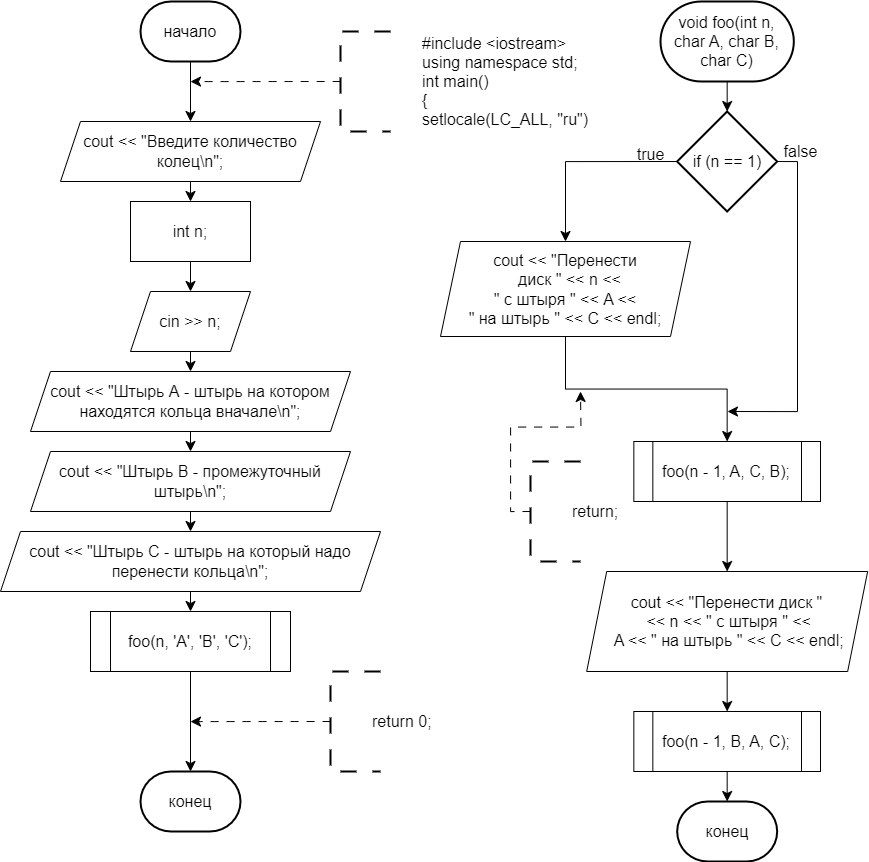 начало
#include <iostream>
using namespace std;
int main()
{
setlocale(LC_ALL, "ru")
cout << "Введите количество
колец\n";
int n;
cin >> n;
cout << "Штырь А - штырь на котором
находятся кольца вначале\n";
cout << "Штырь В - промежуточный
штырь\n";
cout << "Штырь С - штырь на который надо
перенести кольца\n";
foo(n, 'A', 'B', 'C');
return 0;
конец
void foo(int n,
char A, char B,
char C)
if (n == 1)
true
false
cout << "Перенести
диск " << n <<
" с штыря " << A <<
" на штырь " << C << endl;
return;
foo(n - 1, A, C, B);
cout << "Перенести диск "
<< n << " с штыря " <<
A << " на штырь " << C << endl;
foo(n - 1, B, A, C);
конец